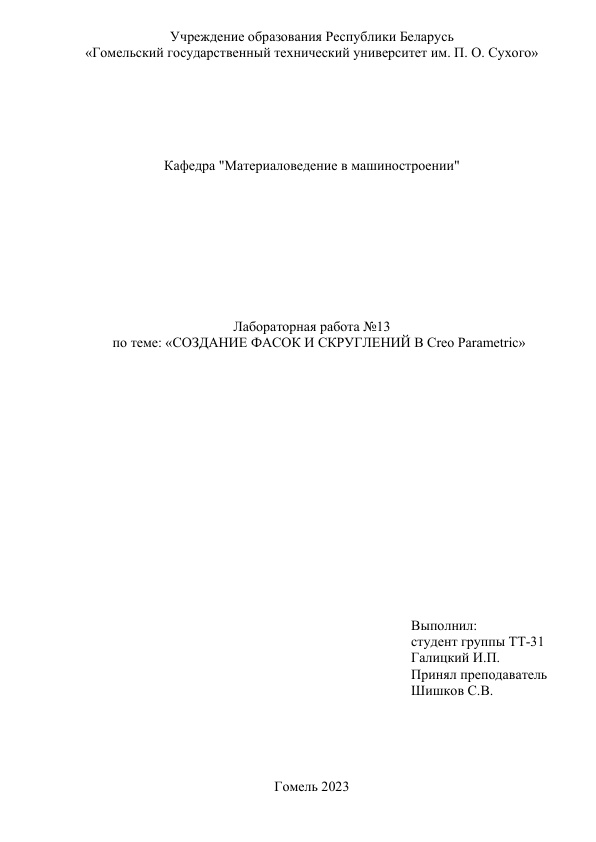 Учреждение образования Республики Беларусь
«Гомельский государственный технический университет им. П. О. Сухого»
Кафедра "Материаловедение в машиностроении"
Лабораторная работа №13
по теме: «СОЗДАНИЕ ФАСОК И СКРУГЛЕНИЙ В Creo Parametric»
Выполнил:
студент группы ТТ-31
Галицкий И.П.
Принял преподаватель
Шишков С.В.
Гомель 2023